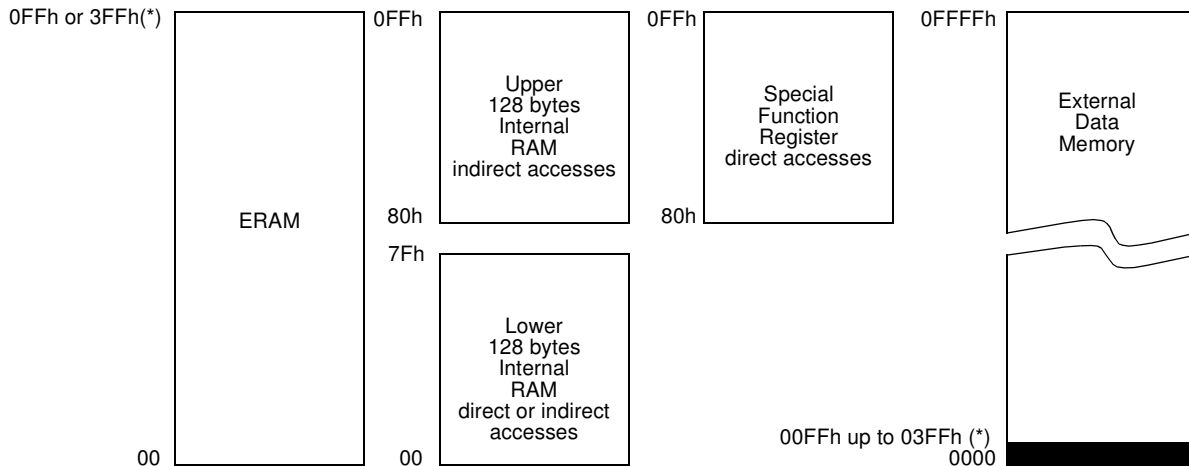 0FFh or 3FFh(*)
ERAM
00
0FFh
Upper
128 bytes
Internal
RAM
indirect accesses
80h
7Fh
Lower
128 bytes
Internal
RAM
direct or indirect
accesses
00
0FFh
Special
Function
Register
direct accesses
80h
0FFFFh
External
Data
Memory
00FFh up to 03FFh (*)
0000